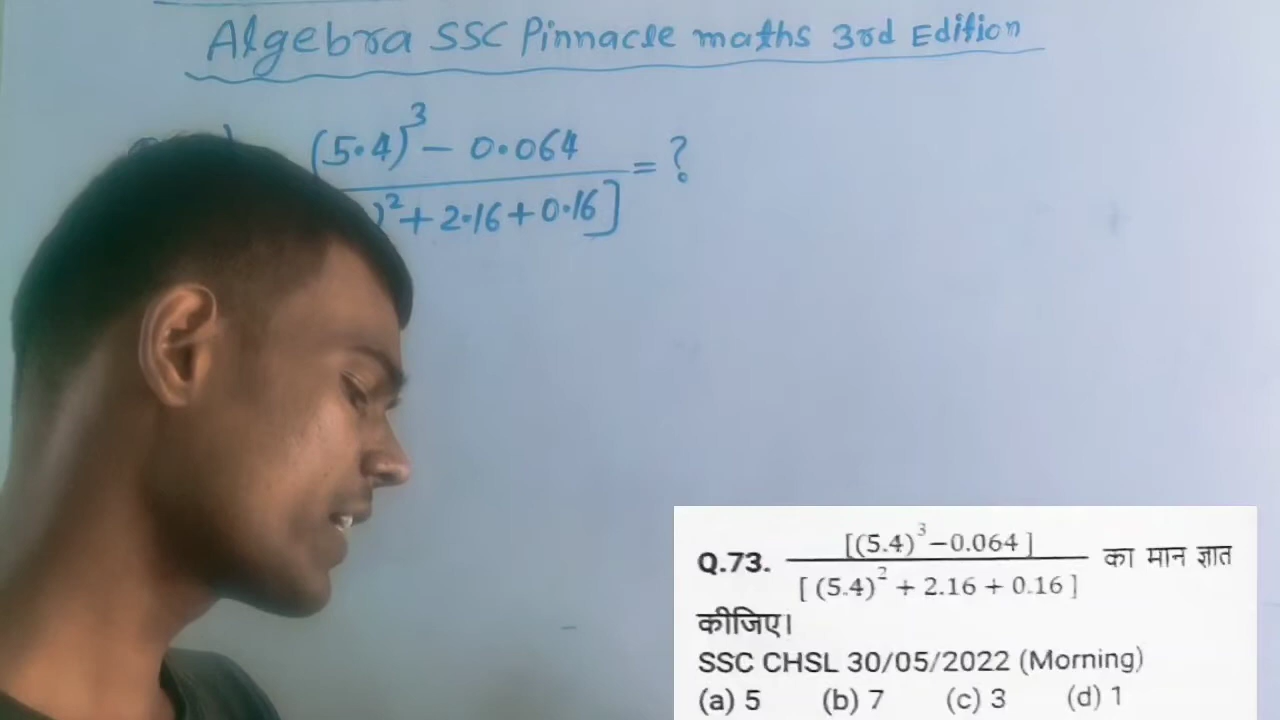 Algebra SSC Pinnacle maths 3rd Edition
(5.4)³ - 0.064
)² + 2.16 + 0.16] = ?
[(5.4)³ - 0.064]
Q.73. [(5.4)² + 2.16 + 0.16] का मान ज्ञात
कीजिए।
SSC CHSL 30/05/2022 (Morning)
(a) 5 (b) 7 (c) 3 (d) 1